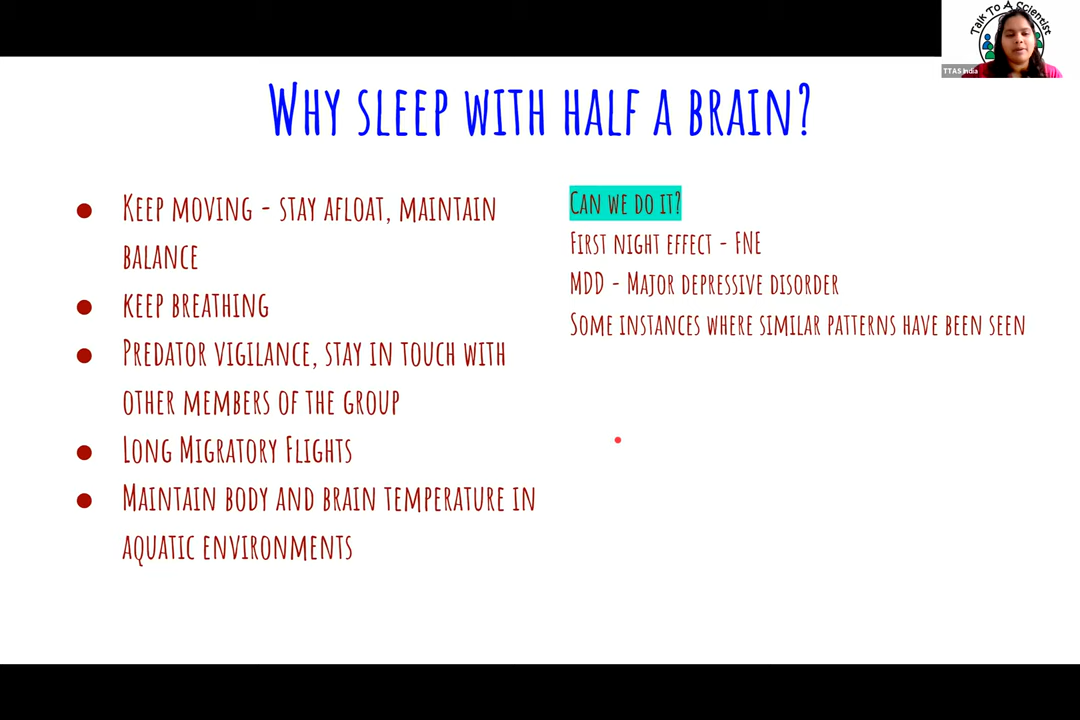 Talk To A Scientist
TTAS India
Why sleep with half a brain?
● Keep moving - stay afloat, maintain
balance
● keep breathing
● Predator vigilance, stay in touch with
other members of the group
● Long Migratory Flights
● Maintain body and brain temperature in
aquatic environments
Can we do it?
First night effect - FNE
MDD - Major depressive disorder
Some instances where similar patterns have been seen